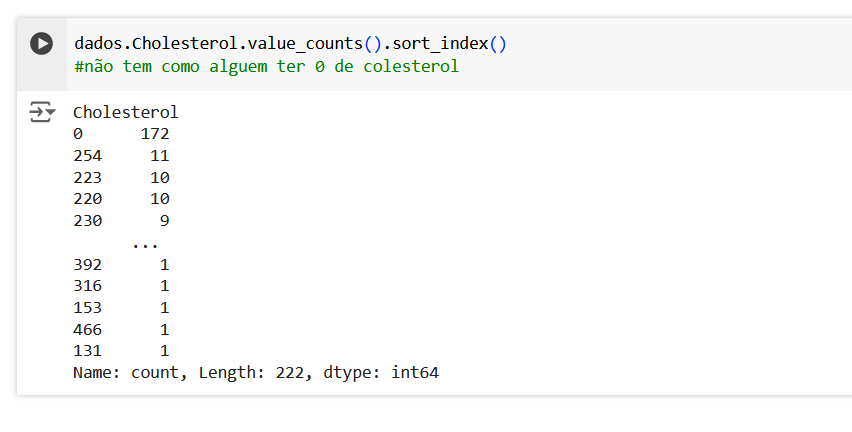 dados.Cholesterol.value_counts().sort_index()
#não tem como alguem ter 0 de colesterol
Cholesterol
0 172
254 11
223 10
220 10
230 9
...
392 1
316 1
153 1
466 1
131 1
Name: count, Length: 222, dtype: int64